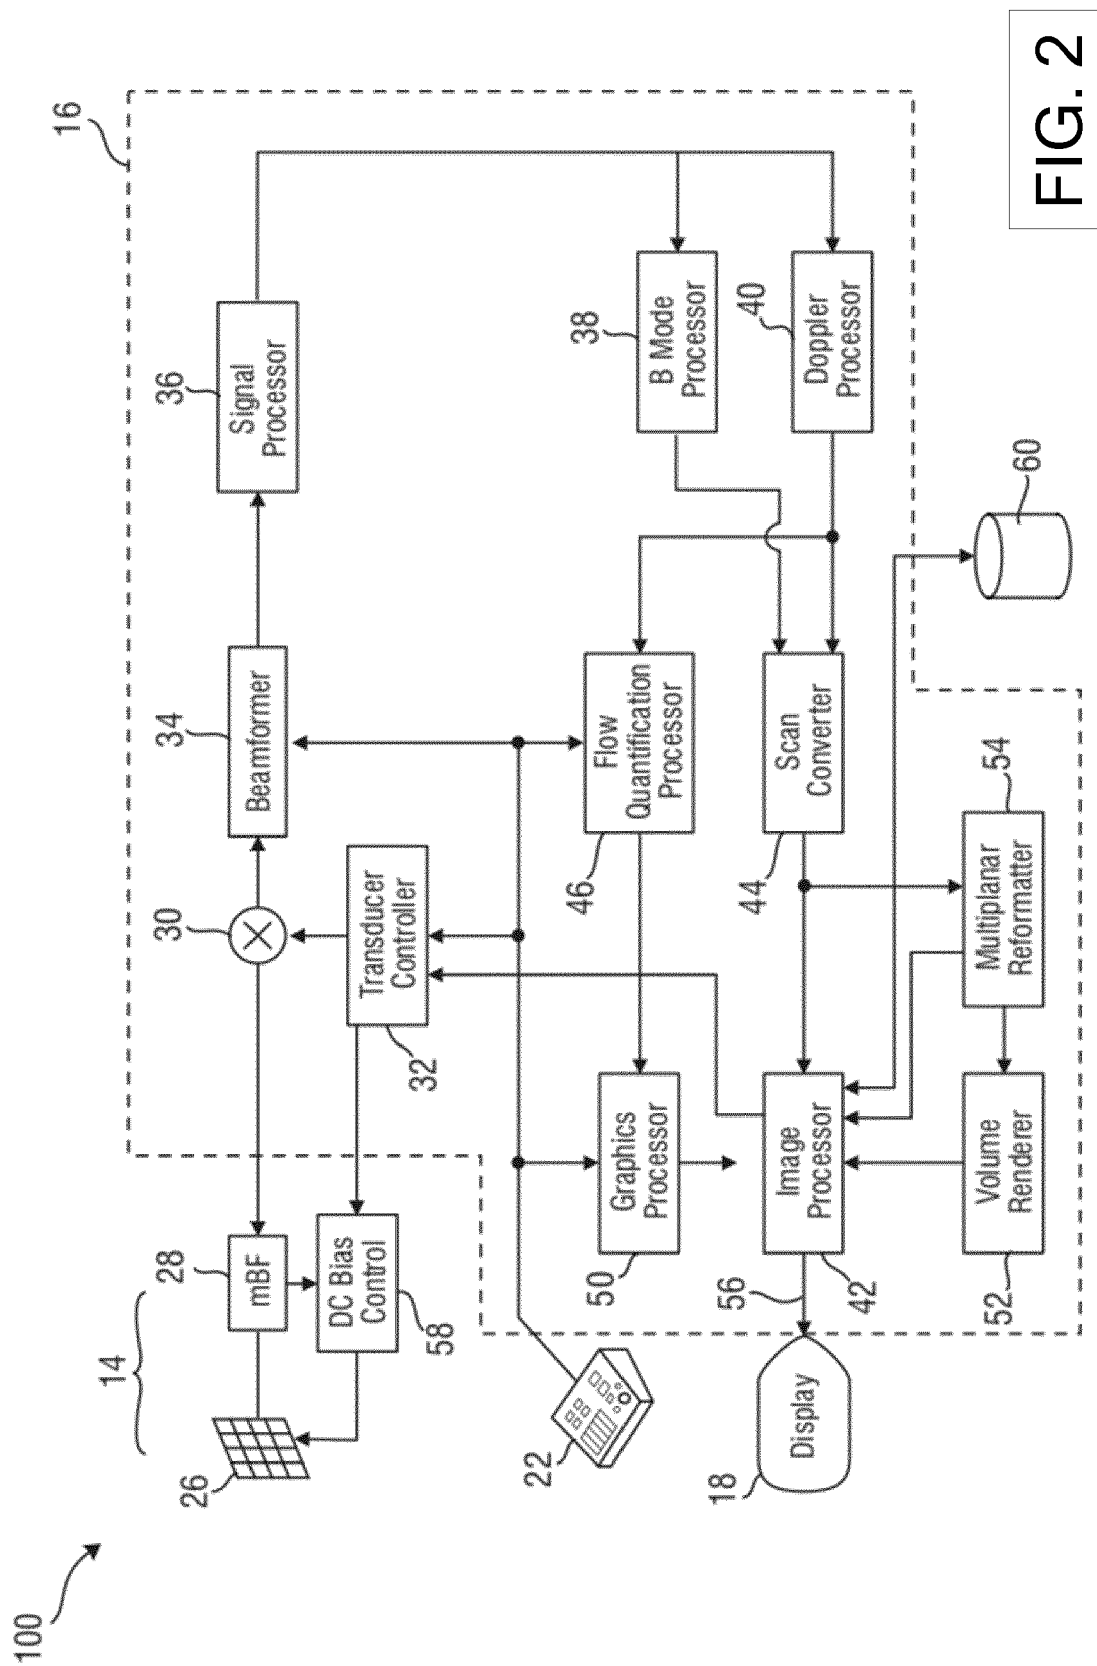 100
14
26
28
mBF
DC Bias
Control
58
30
34
Beamformer
36
Signal
Processor
16
Transducer
Controller
32
22
50
Graphics
Processor
46
Flow
Quantification
Processor
38
B Mode
Processor
40
Doppler
Processor
18
Display
56
Image
Processor
42
44
Scan
Converter
60
52
Volume
Renderer
54
Multiplanar
Reformatter
FIG. 2